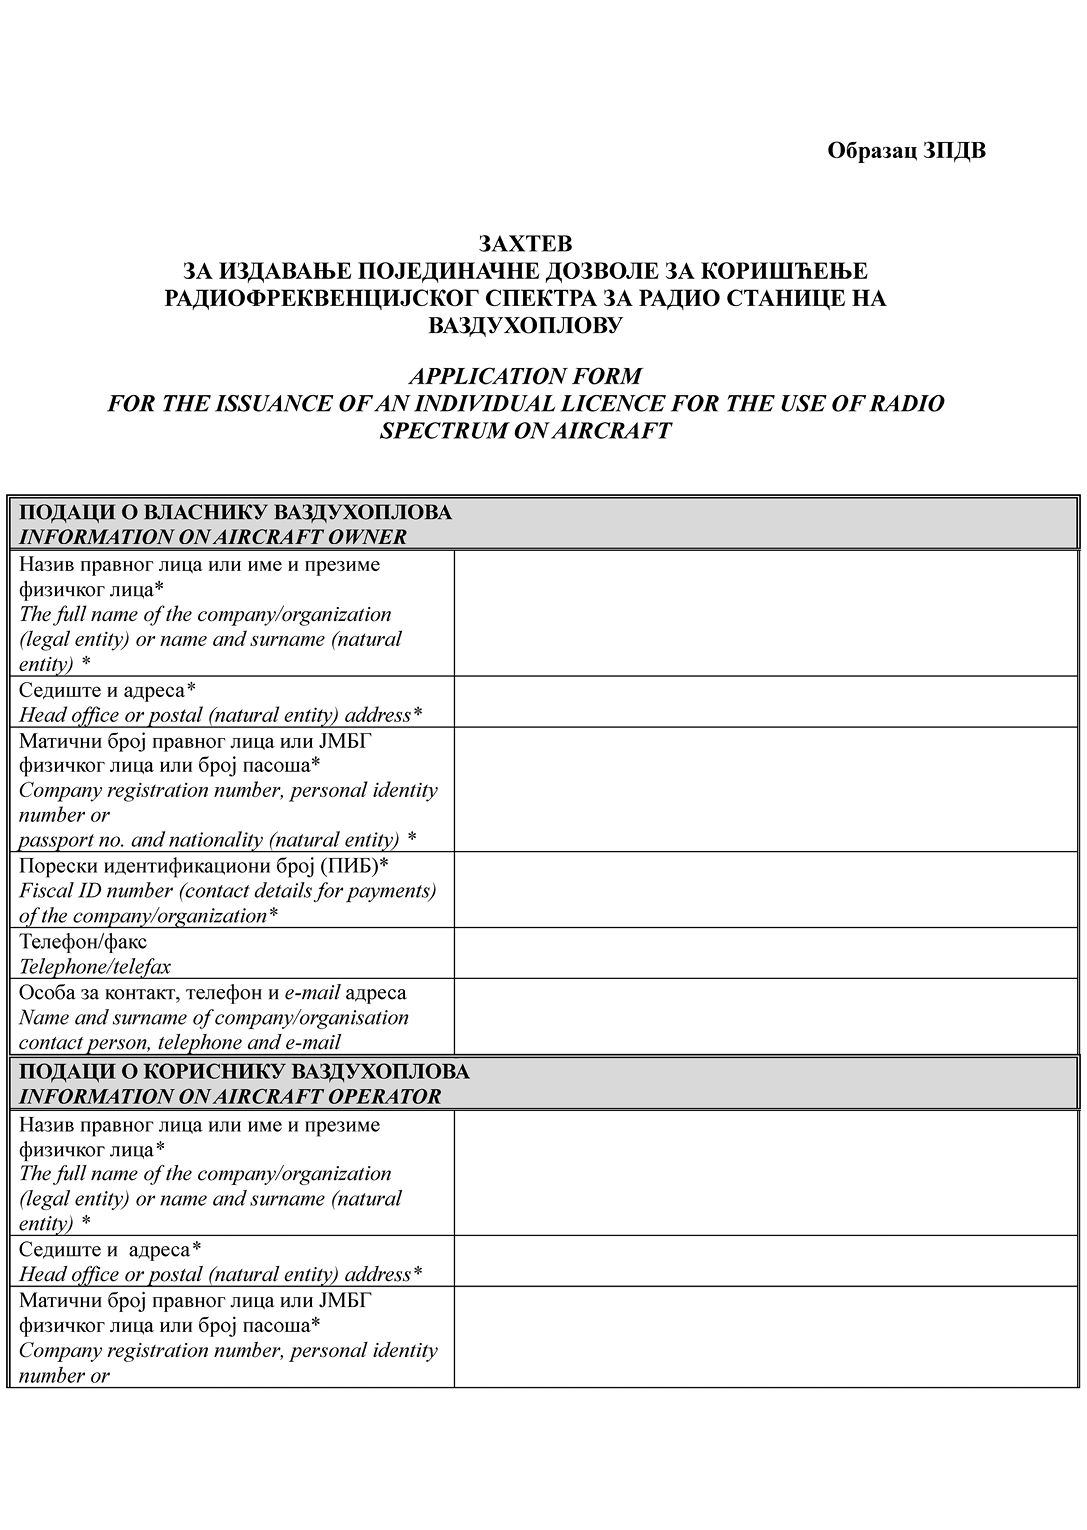 Образац ЗПДВ
ЗАХТЕВ
ЗА ИЗДАВАЊЕ ПОЈЕДИНАЧНЕ ДОЗВОЛЕ ЗА КОРИШЋЕЊЕ
РАДИОФРЕКВЕНЦИЈСКОГ СПЕКТРА ЗА РАДИО СТАНИЦЕ НА
ВАЗДУХОПЛОВУ
APPLICATION FORM
FOR THE ISSUANCE OF AN INDIVIDUAL LICENCE FOR THE USE OF RADIO
SPECTRUM ON AIRCRAFT
ПОДАЦИ О ВЛАСНИКУ ВАЗДУХОПЛОВА
INFORMATION ON AIRCRAFT OWNER
Назив правног лица или име и презиме
физичког лица*
The full name of the company/organization
(legal entity) or name and surname (natural
entity) *
Седиште и адреса*
Head office or postal (natural entity) address*
Матични број правног лица или ЈМБГ
физичког лица или број пасоша*
Company registration number, personal identity
number or
passport no. and nationality (natural entity) *
Порески идентификациони број (ПИБ)*
Fiscal ID number (contact details for payments)
of the company/organization*
Телефон/факс
Telephone/telefax
Особа за контакт, телефон и e-mail адреса
Name and surname of company/organisation
contact person, telephone and e-mail
ПОДАЦИ О КОРИСНИКУ ВАЗДУХОПЛОВА
INFORMATION ON AIRCRAFT OPERATOR
Назив правног лица или име и презиме
физичког лица*
The full name of the company/organization
(legal entity) or name and surname (natural
entity) *
Седиште и  адреса*
Head office or postal (natural entity) address*
Матични број правног лица или ЈМБГ
физичког лица или број пасоша*
Company registration number, personal identity
number or